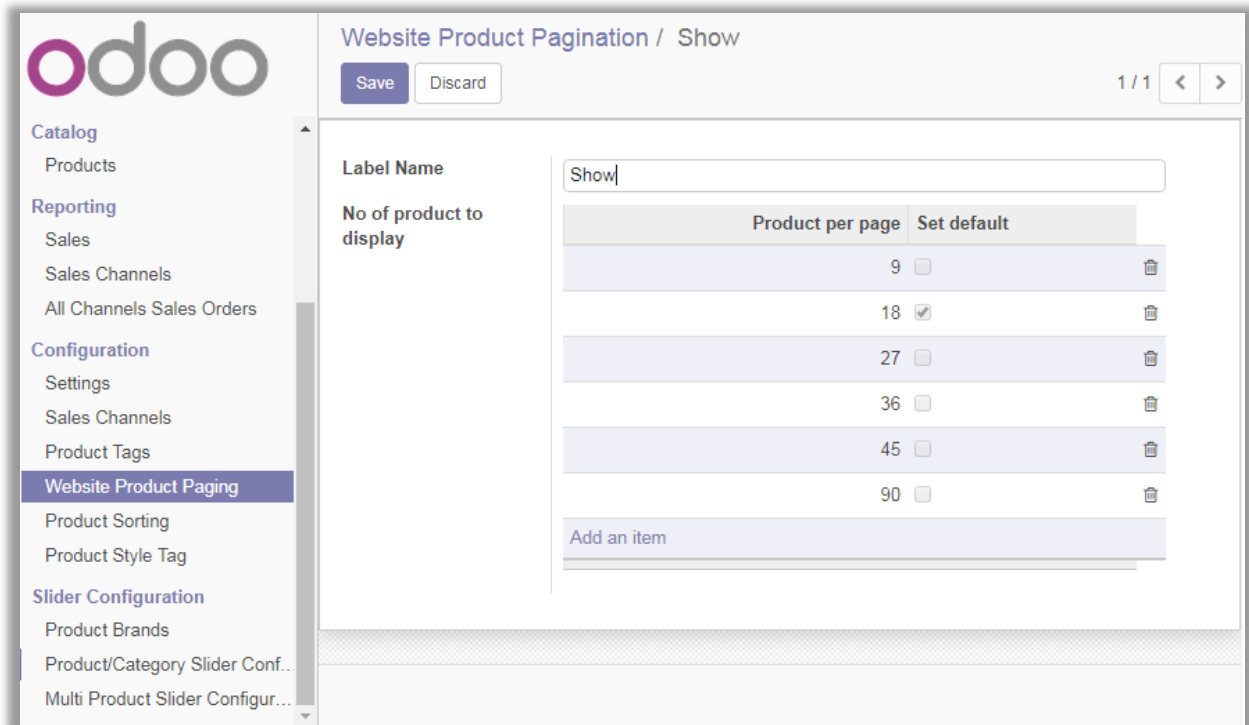 odoo
Catalog
Products
Reporting
Sales
Sales Channels
All Channels Sales Orders
Configuration
Settings
Sales Channels
Product Tags
Website Product Paging
Product Sorting
Product Style Tag
Slider Configuration
Product Brands
Product/Category Slider Conf...
Multi Product Slider Configur...
Website Product Pagination / Show
Save Discard 1 / 1
Label Name Show
No of product to display
Product per page Set default
9
18
27
36
45
90
Add an item